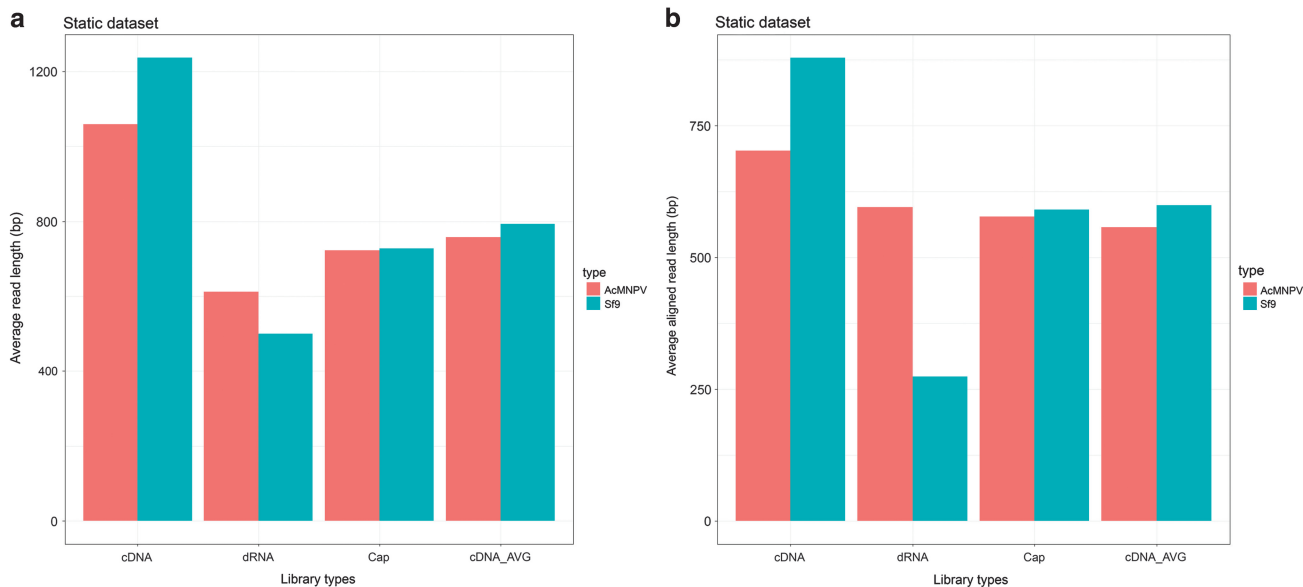 a
Static dataset
Average read length (bp)
1200
800
400
0
cDNA
dRNA
Cap
cDNA_AVG
Library types
type
AcMNPV
Sf9
b
Static dataset
Average aligned read length (bp)
750
500
250
0
cDNA
dRNA
Cap
cDNA_AVG
Library types
type
AcMNPV
Sf9